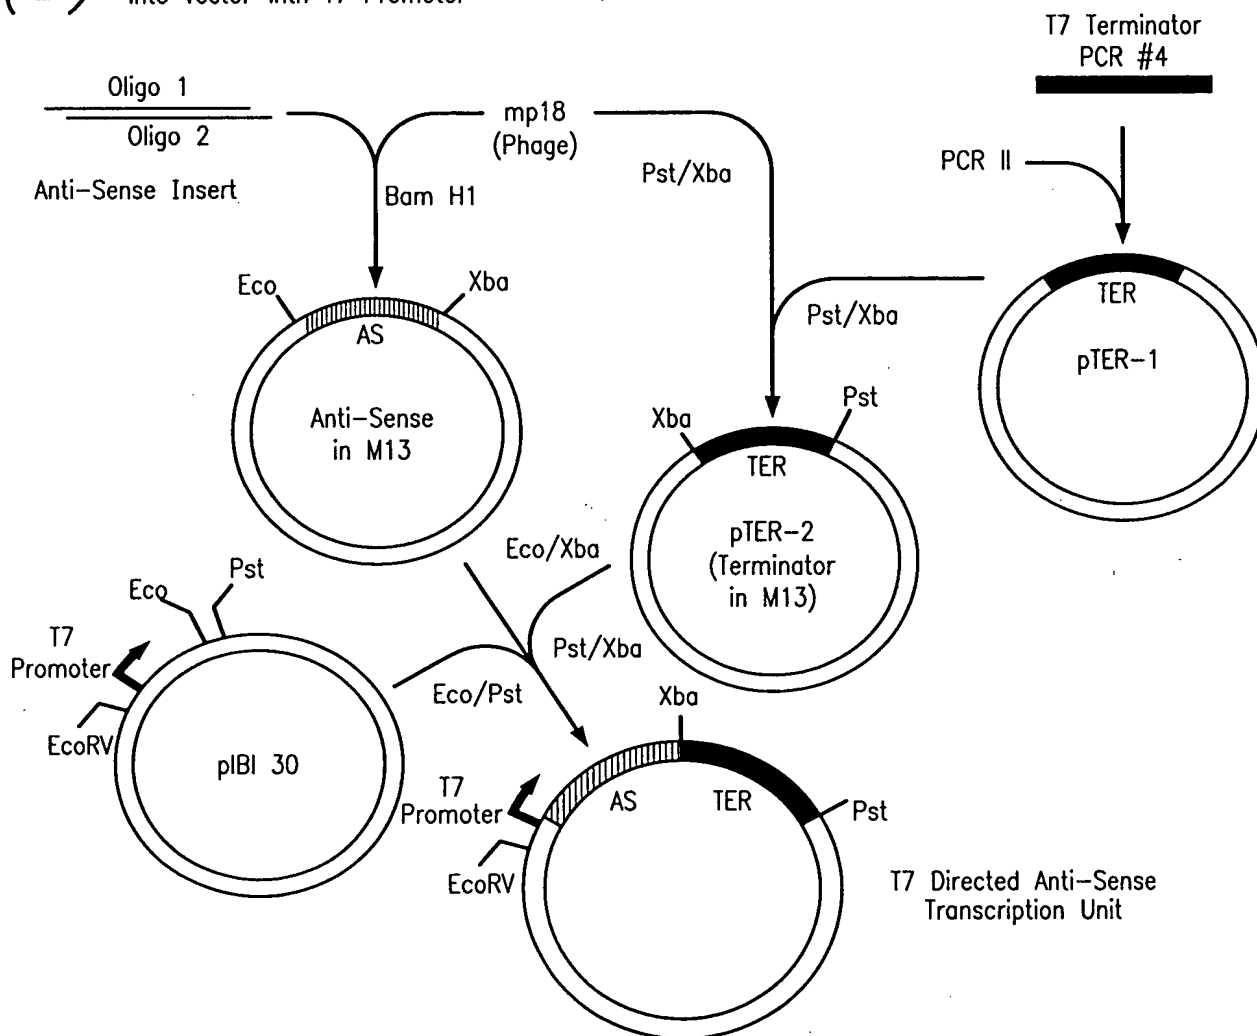 Into Vector with T7 Promoter
T7 Terminator
PCR #4
Oligo 1
Oligo 2
Anti-Sense Insert
mp18
(Phage)
Bam H1
Pst/Xba
PCR II
Eco
Xba
AS
Anti-Sense
in M13
Pst/Xba
TER
pTER-1
Xba
Pst
TER
pTER-2
(Terminator
in M13)
Eco/Xba
Pst/Xba
Eco/Pst
Eco
Pst
T7
Promoter
EcoRV
pIBI 30
Xba
T7
Promoter
AS
TER
Pst
EcoRV
T7 Directed Anti-Sense
Transcription Unit